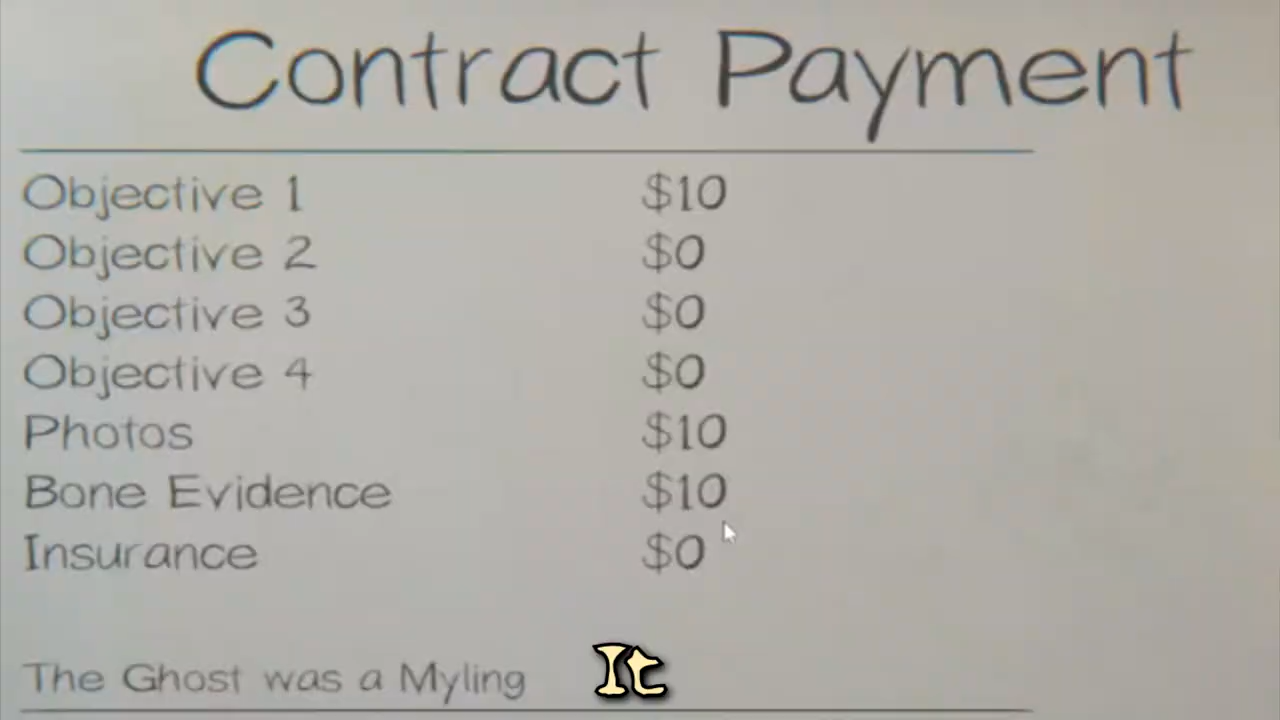 Contract Payment
Objective 1 $10
Objective 2 $0
Objective 3 $0
Objective 4 $0
Photos $10
Bone Evidence $10
Insurance $0
The Ghost was a Myling
It